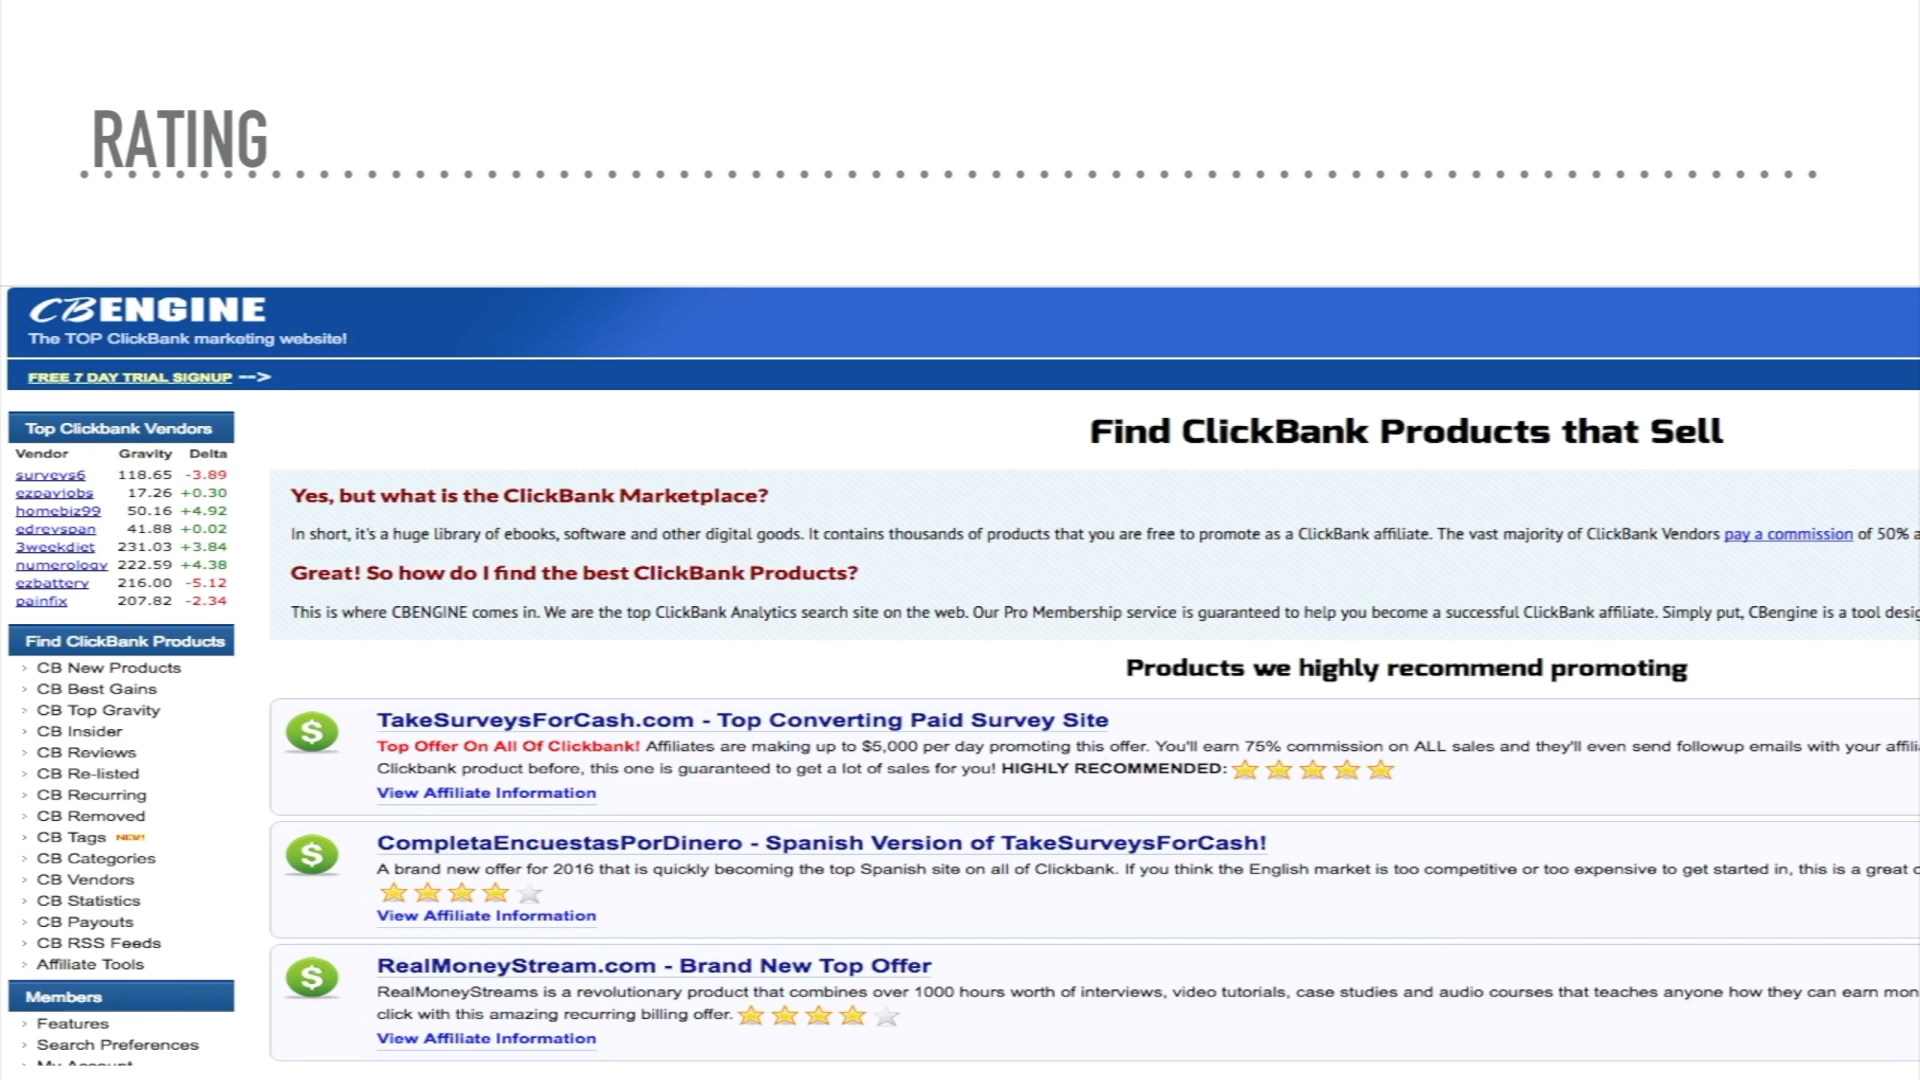 RATING
CBENGINE
The TOP ClickBank marketing website!
FREE 7 DAY TRIAL SIGNUP -->
Top Clickbank Vendors
Vendor Gravity Delta
surveys6 118.65 -3.89
ezpayjobs 17.26 +0.30
homebiz99 50.16 +4.92
edrevspan 41.88 +0.02
3weekdiet 231.03 +3.84
numerology 222.59 +4.38
ezbattery 216.00 -5.12
painfix 207.82 -2.34
Find ClickBank Products
CB New Products
CB Best Gains
CB Top Gravity
CB Insider
CB Reviews
CB Re-listed
CB Recurring
CB Removed
CB Tags NEW!
CB Categories
CB Vendors
CB Statistics
CB Payouts
CB RSS Feeds
Affiliate Tools
Members
Features
Search Preferences
My Account
Find ClickBank Products that Sell
Yes, but what is the ClickBank Marketplace?
In short, it's a huge library of ebooks, software and other digital goods. It contains thousands of products that you are free to promote as a ClickBank affiliate. The vast majority of ClickBank Vendors pay a commission of 50%
Great! So how do I find the best ClickBank Products?
This is where CBENGINE comes in. We are the top ClickBank Analytics search site on the web. Our Pro Membership service is guaranteed to help you become a successful ClickBank affiliate. Simply put, CBengine is a tool
Products we highly recommend promoting
$
TakeSurveysForCash.com - Top Converting Paid Survey Site
Top Offer On All Of Clickbank! Affiliates are making up to $5,000 per day promoting this offer. You'll earn 75% commission on ALL sales and they'll even send followup emails with your
Clickbank product before, this one is guaranteed to get a lot of sales for you! HIGHLY RECOMMENDED:
View Affiliate Information
$
CompletaEncuestasPorDinero - Spanish Version of TakeSurveysForCash!
A brand new offer for 2016 that is quickly becoming the top Spanish site on all of Clickbank. If you think the English market is too competitive or too expensive to get started in, this is a great
View Affiliate Information
$
RealMoneyStream.com - Brand New Top Offer
RealMoneyStreams is a revolutionary product that combines over 1000 hours worth of interviews, video tutorials, case studies and audio courses that teaches anyone how they can earn
click with this amazing recurring billing offer.
View Affiliate Information